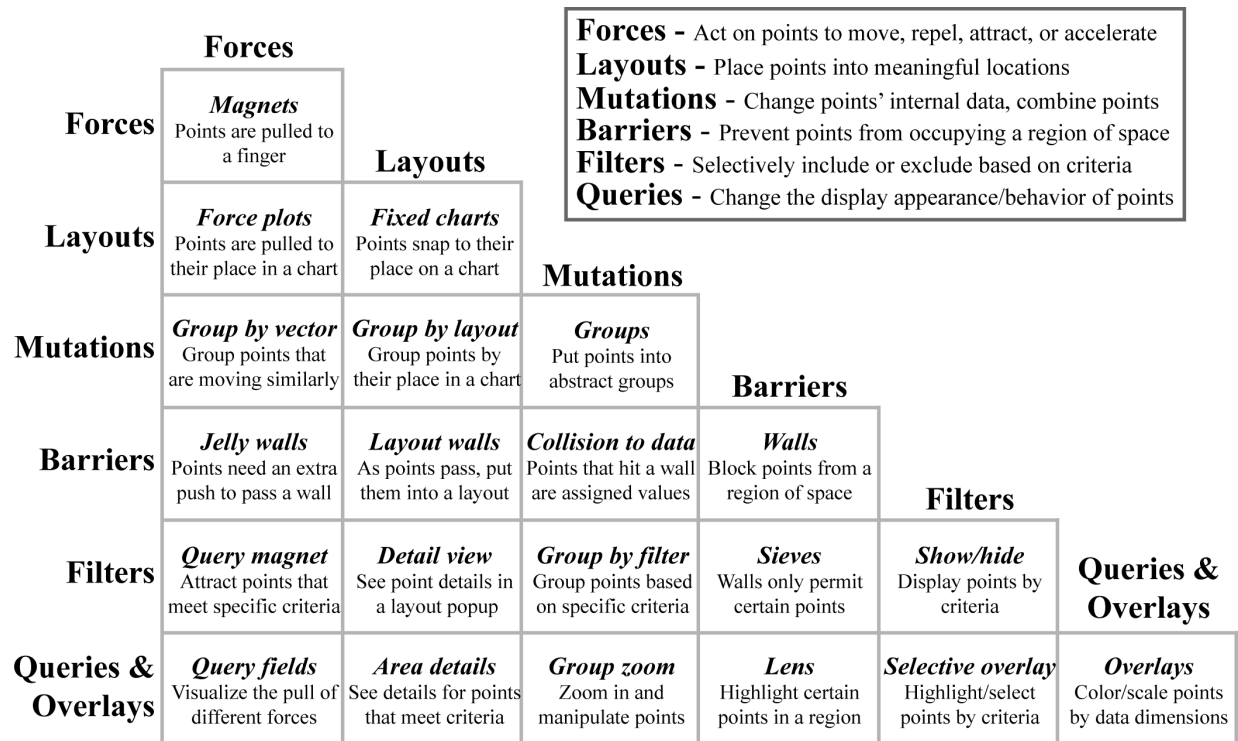 Forces
Forces - Act on points to move, repel, attract, or accelerate
Layouts - Place points into meaningful locations
Mutations - Change points' internal data, combine points
Barriers - Prevent points from occupying a region of space
Filters - Selectively include or exclude based on criteria
Queries - Change the display appearance/behavior of points
Forces
Magnets
Points are pulled to
a finger
Layouts
Layouts
Force plots
Points are pulled to
their place in a chart
Fixed charts
Points snap to their
place on a chart
Mutations
Mutations
Group by vector
Group points that
are moving similarly
Group by layout
Group points by
their place in a chart
Groups
Put points into
abstract groups
Barriers
Barriers
Jelly walls
Points need an extra
push to pass a wall
Layout walls
As points pass, put
them into a layout
Collision to data
Points that hit a wall
are assigned values
Walls
Block points from a
region of space
Filters
Filters
Query magnet
Attract points that
meet specific criteria
Detail view
See point details in
a layout popup
Group by filter
Group points based
on specific criteria
Sieves
Walls only permit
certain points
Show/hide
Display points by
criteria
Queries &
Overlays
Queries &
Overlays
Query fields
Visualize the pull of
different forces
Area details
See details for points
that meet criteria
Group zoom
Zoom in and
manipulate points
Lens
Highlight certain
points in a region
Selective overlay
Highlight/select
points by criteria
Overlays
Color/scale points
by data dimensions